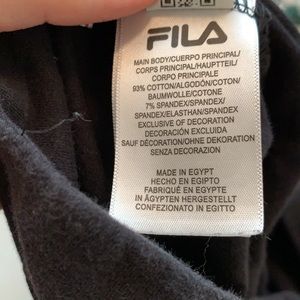 FILA
MAIN BODY/CUERPO PRINCIPAL/
CORPS PRINCIPAL/HAUPTTEIL/
CORPO PRINCIPALE
93% COTTON/ALGODÓN/COTON/
BAUMWOLLE/COTONE
7% SPANDEX/SPANDEX/
SPANDEX/ELASTHAN/SPANDEX
EXCLUSIVE OF DECORATION
DECORACIÓN EXCLUIDA
SAUF DÉCORATION/OHNE DEKORATION
SENZA DECORAZION
MADE IN EGYPT
HECHO EN EGIPTO
FABRIQUÉ EN EGYPTE
IN ÄGYPTEN HERGESTELLT
CONFEZIONATO IN EGITTO